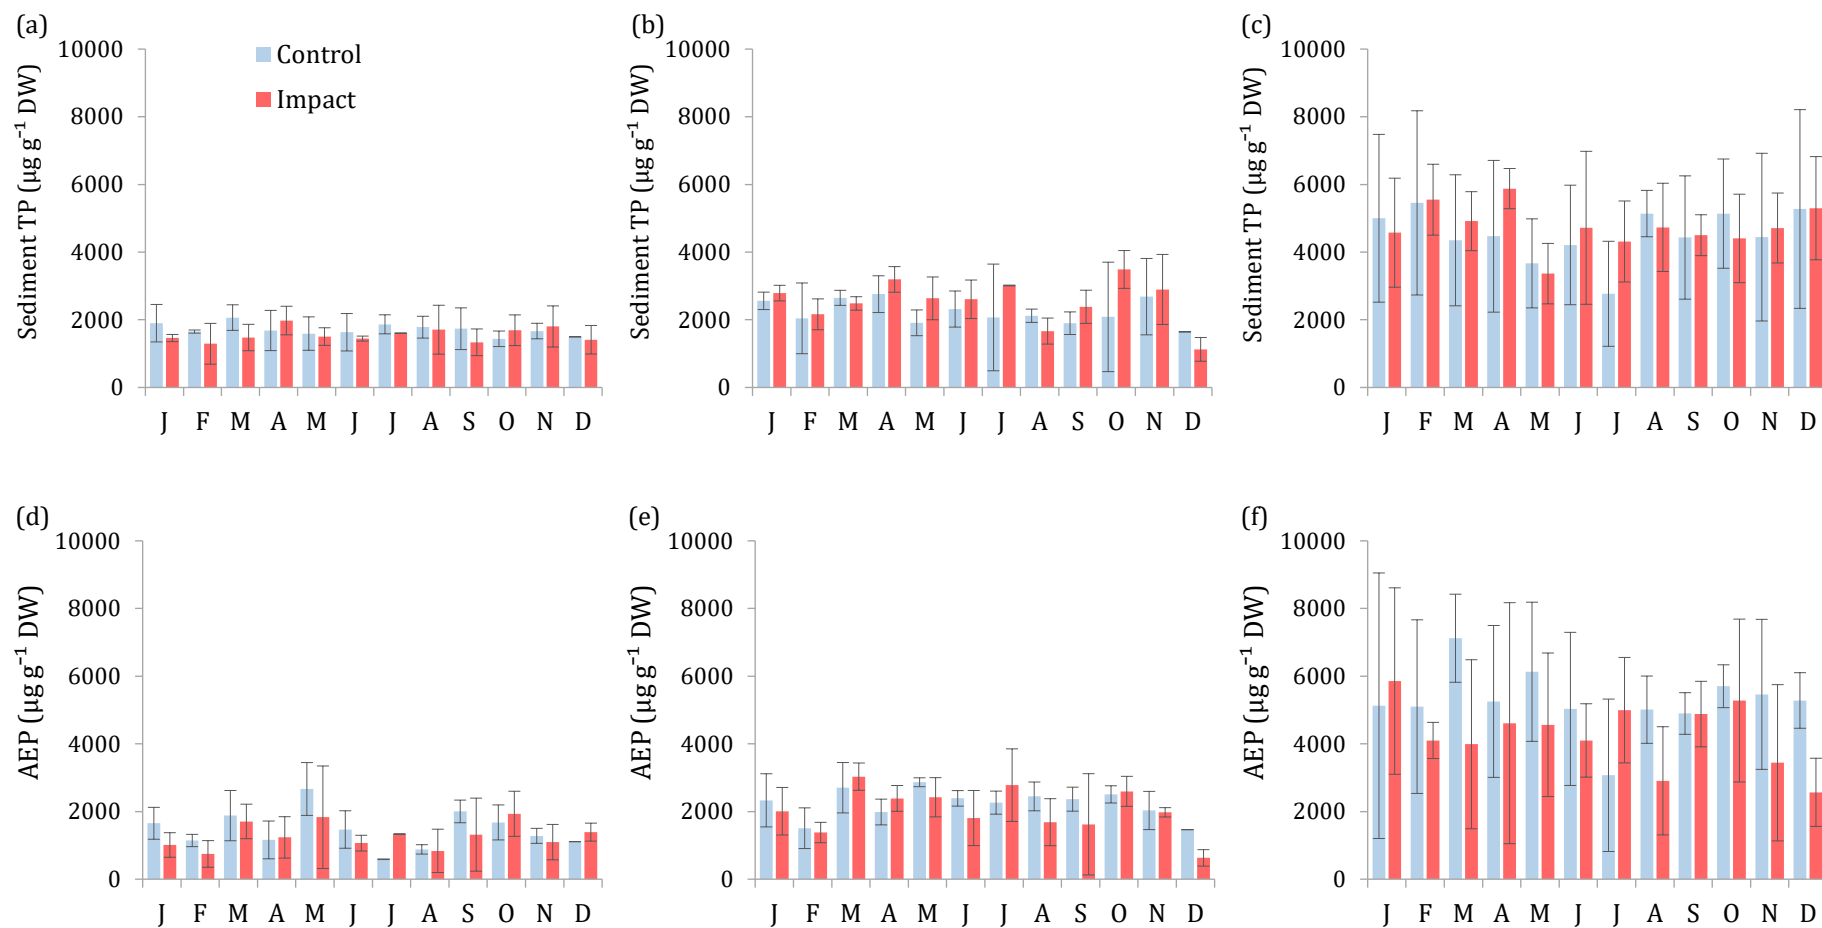 (a)
10000
8000
6000
4000
2000
0
Sediment TP (µg g⁻¹ DW)
Control
Impact
J F M A M J J A S O N D
(b)
10000
8000
6000
4000
2000
0
Sediment TP (µg g⁻¹ DW)
J F M A M J J A S O N D
(c)
10000
8000
6000
4000
2000
0
Sediment TP (µg g⁻¹ DW)
J F M A M J J A S O N D
(d)
10000
8000
6000
4000
2000
0
AEP (µg g⁻¹ DW)
J F M A M J J A S O N D
(e)
10000
8000
6000
4000
2000
0
AEP (µg g⁻¹ DW)
J F M A M J J A S O N D
(f)
10000
8000
6000
4000
2000
0
AEP (µg g⁻¹ DW)
J F M A M J J A S O N D